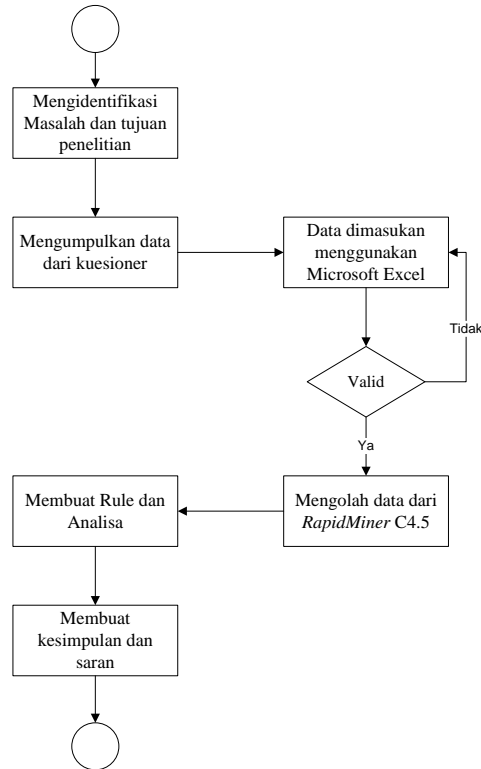 Mengidentifikasi
Masalah dan tujuan
penelitian
Mengumpulkan data
dari kuesioner
Data dimasukan
menggunakan
Microsoft Excel
Tidak
Valid
Ya
Mengolah data dari
RapidMiner C4.5
Membuat Rule dan
Analisa
Membuat
kesimpulan dan
saran